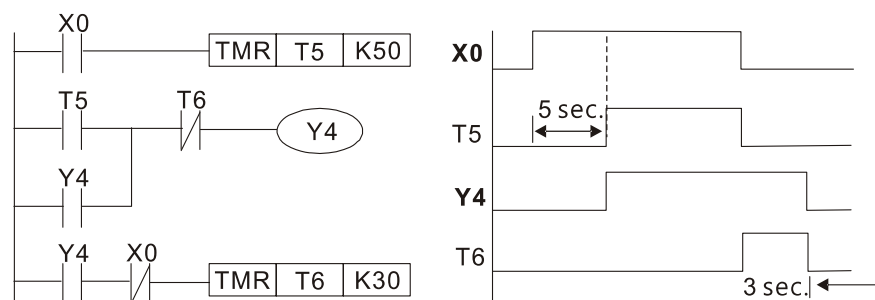 X0
TMR T5 K50
T5 T6
Y4
Y4
Y4 X0
TMR T6 K30
X0
5 sec.
T5
Y4
T6
3 sec.